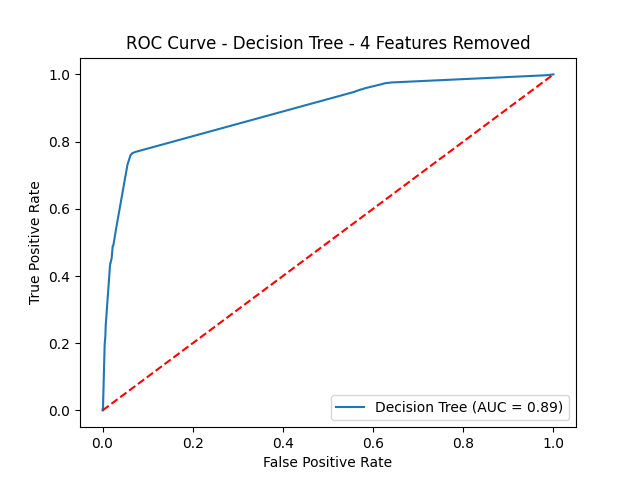 ROC Curve - Decision Tree - 4 Features Removed
True Positive Rate
1.0
0.8
0.6
0.4
0.2
0.0
0.0 0.2 0.4 0.6 0.8 1.0
False Positive Rate
Decision Tree (AUC = 0.89)